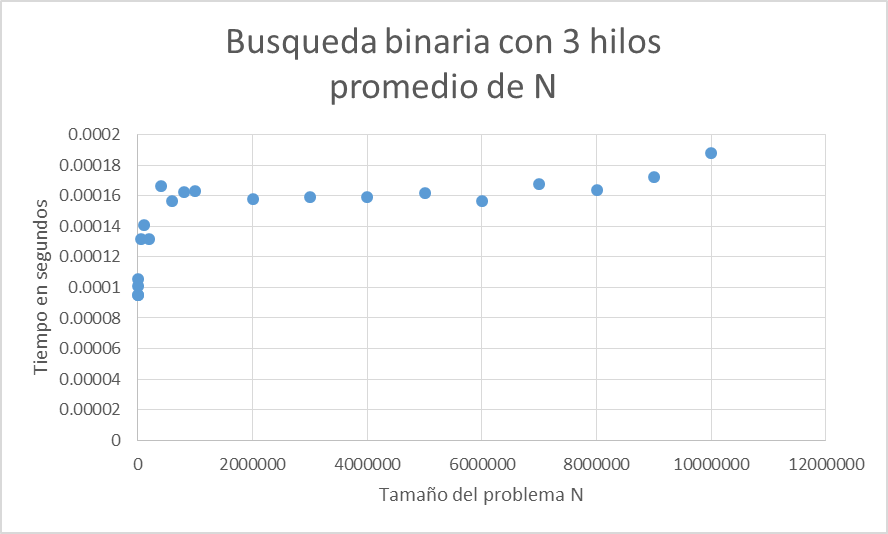 Busqueda binaria con 3 hilos
promedio de N
Tiempo en segundos
0.0002
0.00018
0.00016
0.00014
0.00012
0.0001
0.00008
0.00006
0.00004
0.00002
0
0 2000000 4000000 6000000 8000000 10000000 12000000
Tamaño del problema N